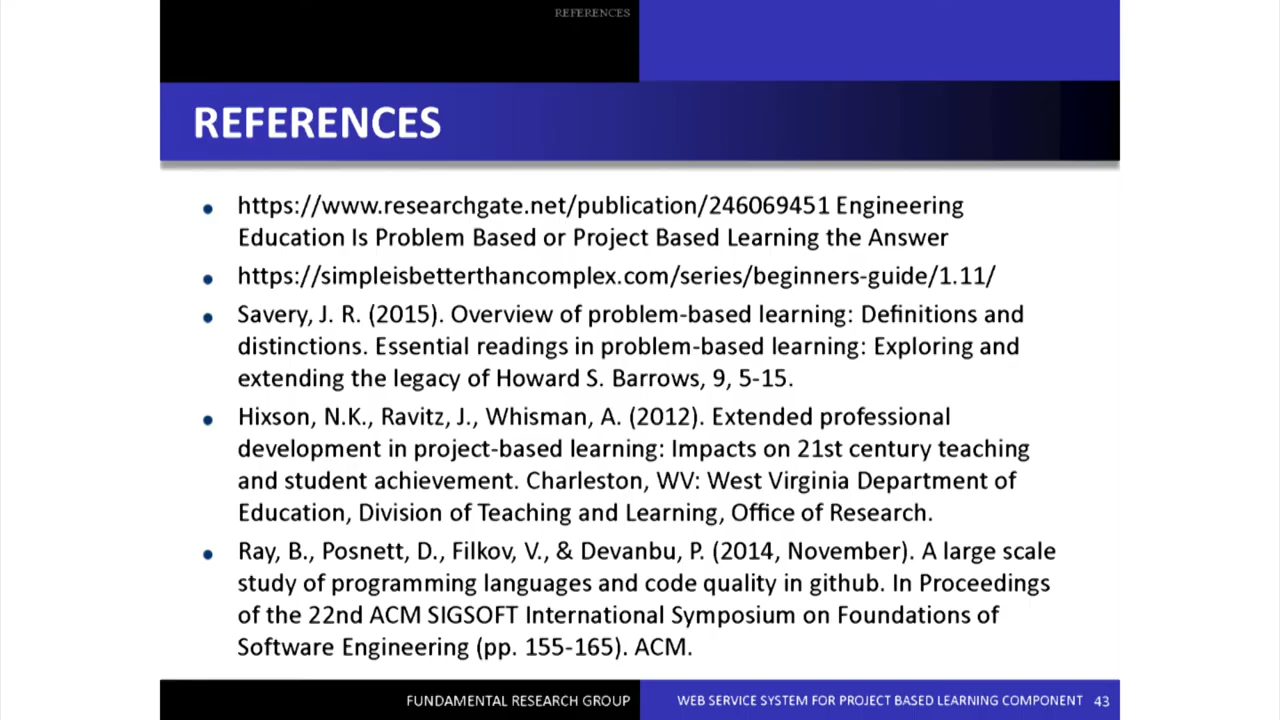 REFERENCES
REFERENCES
• https://www.researchgate.net/publication/246069451 Engineering
Education Is Problem Based or Project Based Learning the Answer
• https://simpleisbetterthancomplex.com/series/beginners-guide/1.11/
• Savery, J. R. (2015). Overview of problem-based learning: Definitions and
distinctions. Essential readings in problem-based learning: Exploring and
extending the legacy of Howard S. Barrows, 9, 5-15.
• Hixson, N.K., Ravitz, J., Whisman, A. (2012). Extended professional
development in project-based learning: Impacts on 21st century teaching
and student achievement. Charleston, WV: West Virginia Department of
Education, Division of Teaching and Learning, Office of Research.
• Ray, B., Posnett, D., Filkov, V., & Devanbu, P. (2014, November). A large scale
study of programming languages and code quality in github. In Proceedings
of the 22nd ACM SIGSOFT International Symposium on Foundations of
Software Engineering (pp. 155-165). ACM.
FUNDAMENTAL RESEARCH GROUP
WEB SERVICE SYSTEM FOR PROJECT BASED LEARNING COMPONENT 43